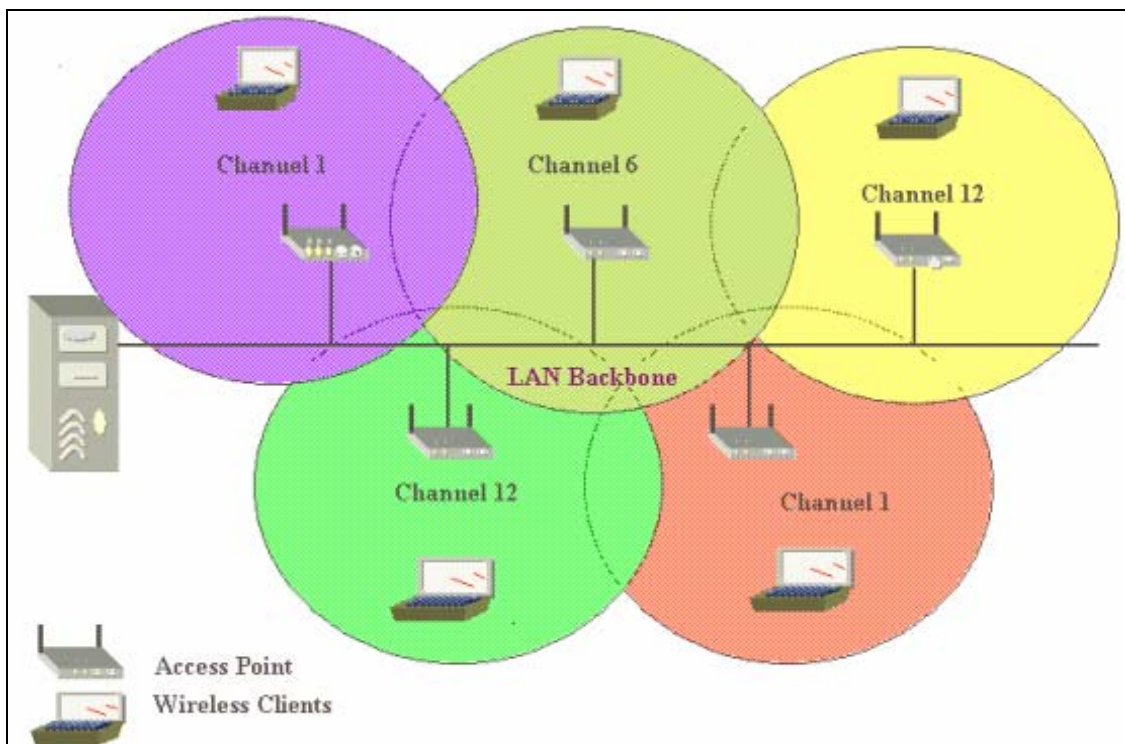 Channel 1
Channel 6
Channel 12
LAN Backbone
Channel 12
Channel 1
Access Point
Wireless Clients